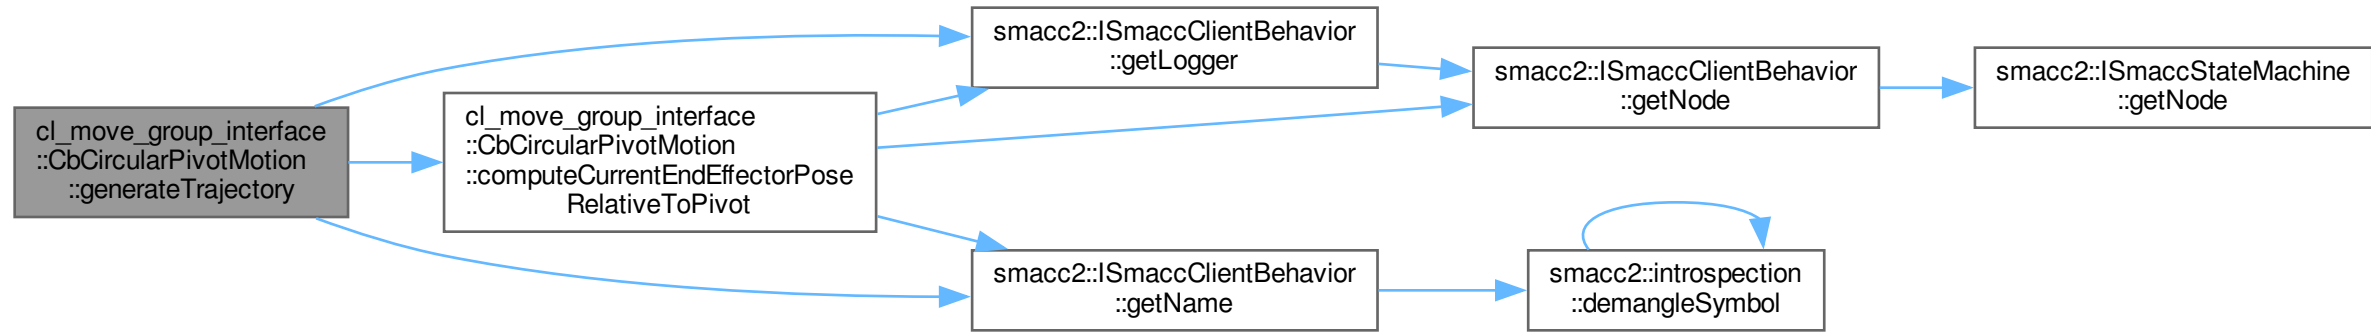 cl_move_group_interface
::CbCircularPivotMotion
::generateTrajectory
cl_move_group_interface
::CbCircularPivotMotion
::computeCurrentEndEffectorPose
RelativeToPivot
smacc2::ISmaccClientBehavior
::getLogger
smacc2::ISmaccClientBehavior
::getNode
smacc2::ISmaccStateMachine
::getNode
smacc2::ISmaccClientBehavior
::getName
smacc2::introspection
::demangleSymbol